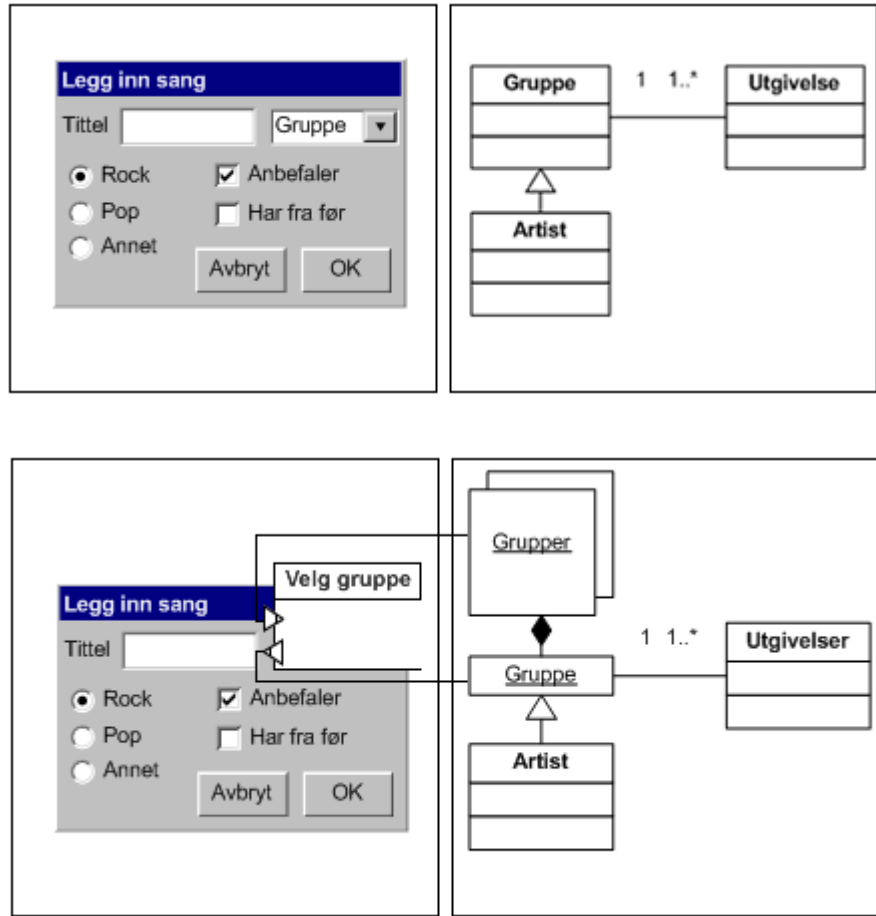 Legg inn sang
Tittel Gruppe
Rock Anbefaler
Pop Har fra før
Annet
Avbryt OK
Gruppe 1 1..* Utgivelse
Artist
Velg gruppe
Legg inn sang
Tittel
Rock Anbefaler
Pop Har fra før
Annet
Avbryt OK
Grupper
1 1..* Utgivelser
Gruppe
Artist